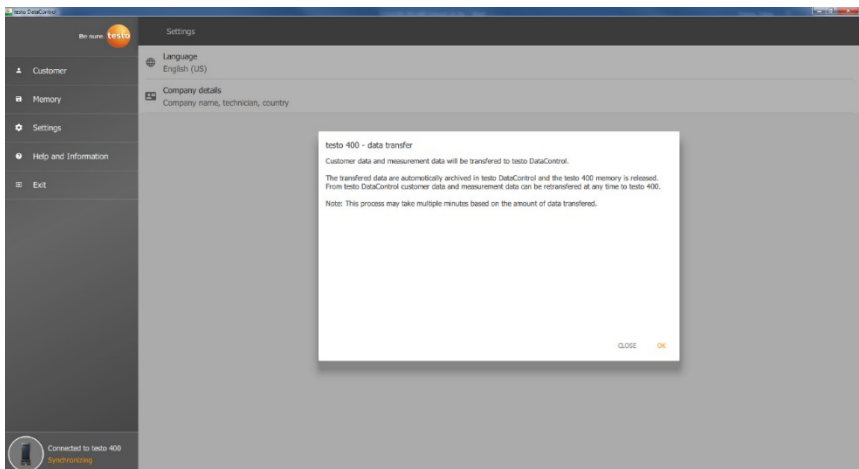 testo DataControl
Be sure. testo
Settings
Customer
Memory
Settings
Help and Information
Exit
Language
English (US)
Company details
Company name, technician, country
testo 400 - data transfer
Customer data and measurement data will be transfered to testo DataControl.
The transfered data are automatically archived in testo DataControl and the testo 400 memory is released.
From testo DataControl customer data and measurement data can be retransfered at any time to testo 400.
Note: This process may take multiple minutes based on the amount of data transfered.
CLOSE OK
Connected to testo 400
Synchronizing